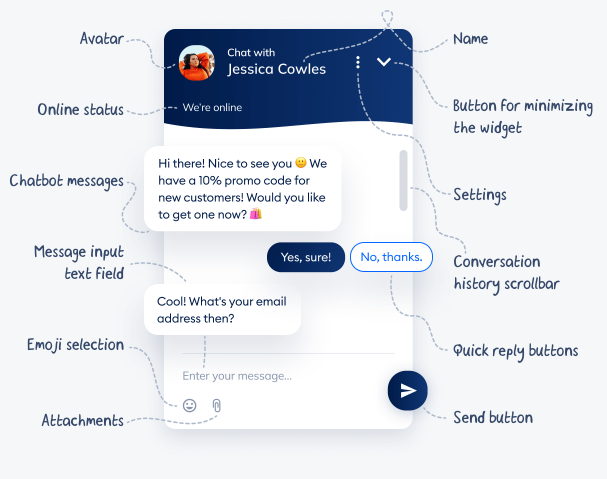 Avatar
Name
Chat with
Jessica Cowles
Online status
We're online
Button for minimizing
the widget
Chatbot messages
Hi there! Nice to see you 🙂 We
have a 10% promo code for
new customers! Would you like
to get one now? 🛍️
Settings
Message input
text field
Yes, sure!
No, thanks.
Conversation
history scrollbar
Cool! What's your email
address then?
Emoji selection
Quick reply buttons
Enter your message...
Attachments
Send button